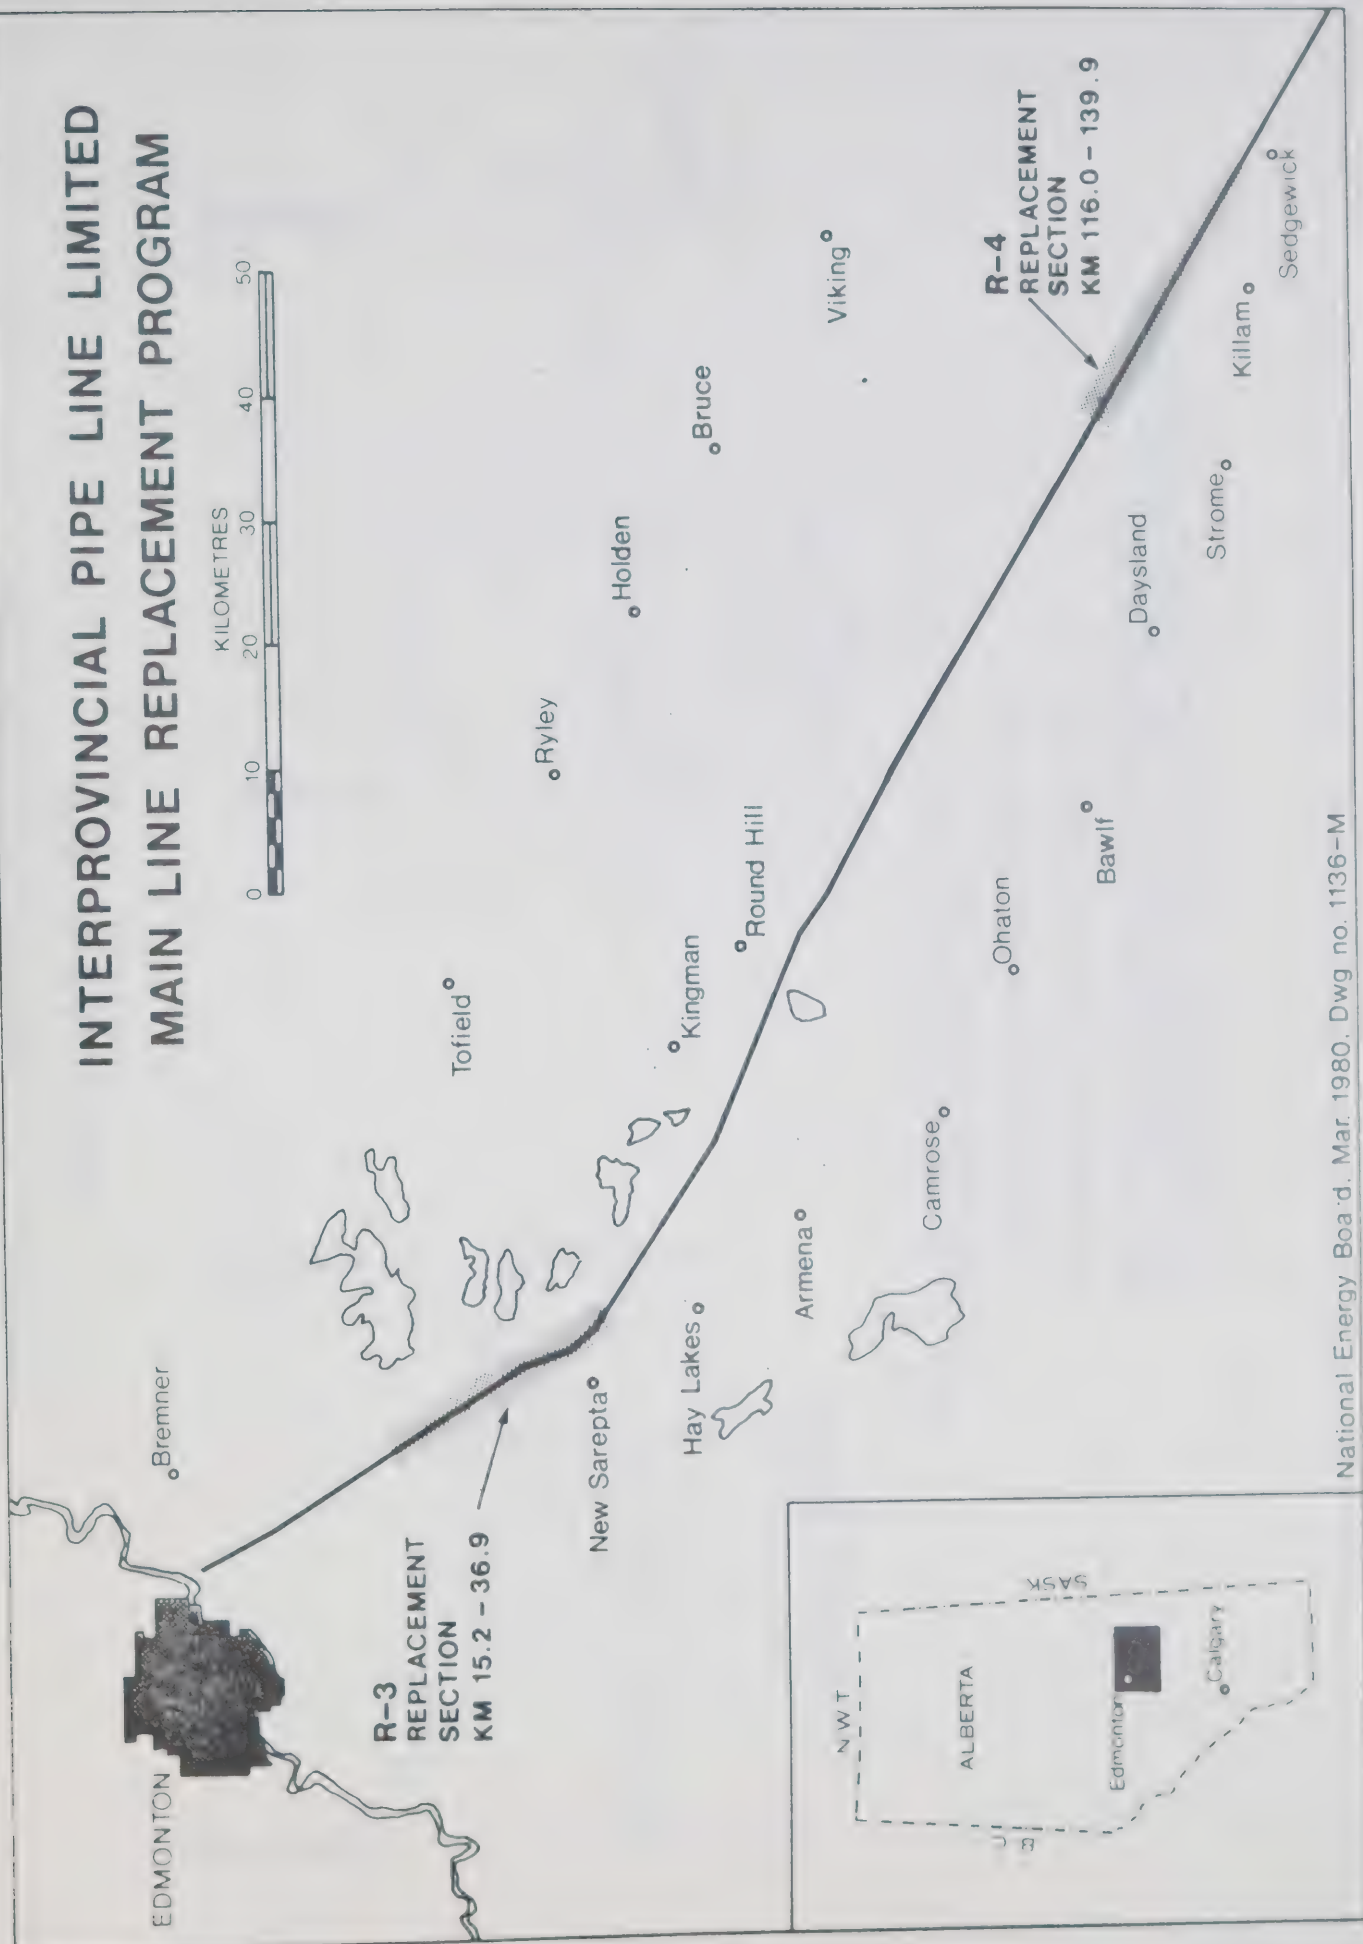 INTERPROVINCIAL PIPE LINE LIMITED
MAIN LINE REPLACEMENT PROGRAM
KILOMETRES
0 10 20 30 40 50
EDMONTON
Bremner
R-3
REPLACEMENT
SECTION
KM 15.2 - 36.9
New Sarepta
Hay Lakes
Armena
Camrose
Tofield
Kingman
Round Hill
Ryley
Holden
Bruce
Viking
Ohaton
Bawlf
Daysland
Strome
Killam
Sedgewick
R-4
REPLACEMENT
SECTION
KM 116.0 - 139.9
N W T
ALBERTA
SASK
B C
Edmonton
Calgary
National Energy Boa d. Mar. 1980. Dwg no. 1136-M